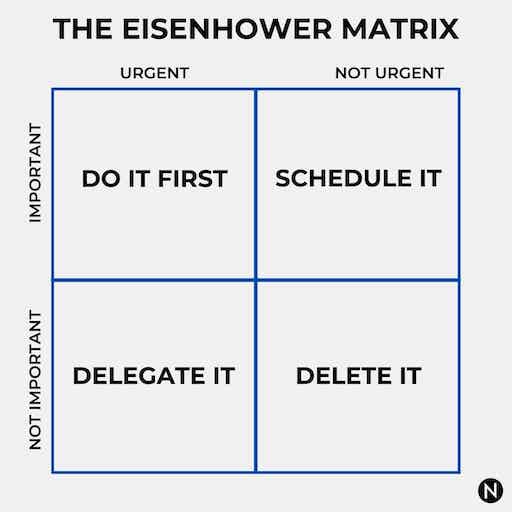 THE EISENHOWER MATRIX
URGENT
NOT URGENT
IMPORTANT
DO IT FIRST
SCHEDULE IT
NOT IMPORTANT
DELEGATE IT
DELETE IT
N